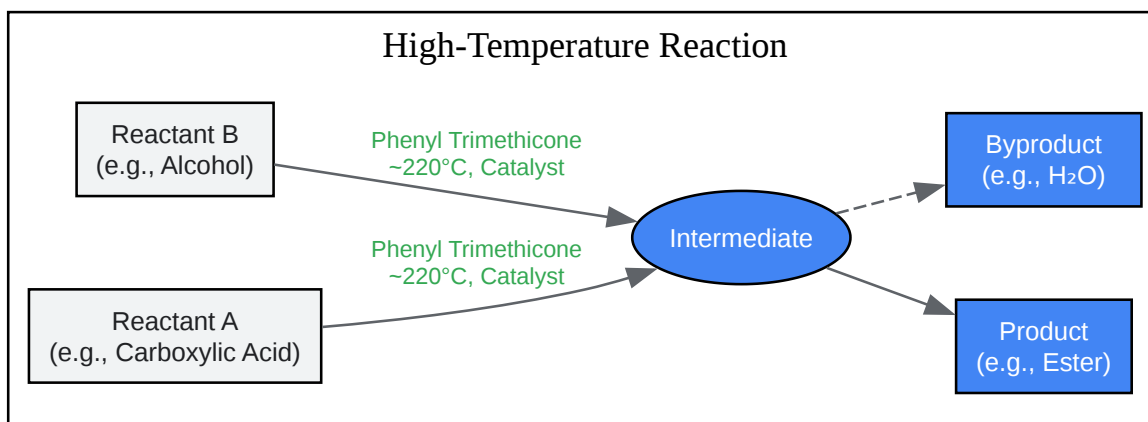 High-Temperature Reaction
Reactant B
(e.g., Alcohol)
Phenyl Trimethicone
~220°C, Catalyst
Byproduct
(e.g., H₂O)
Intermediate
Phenyl Trimethicone
~220°C, Catalyst
Reactant A
(e.g., Carboxylic Acid)
Product
(e.g., Ester)